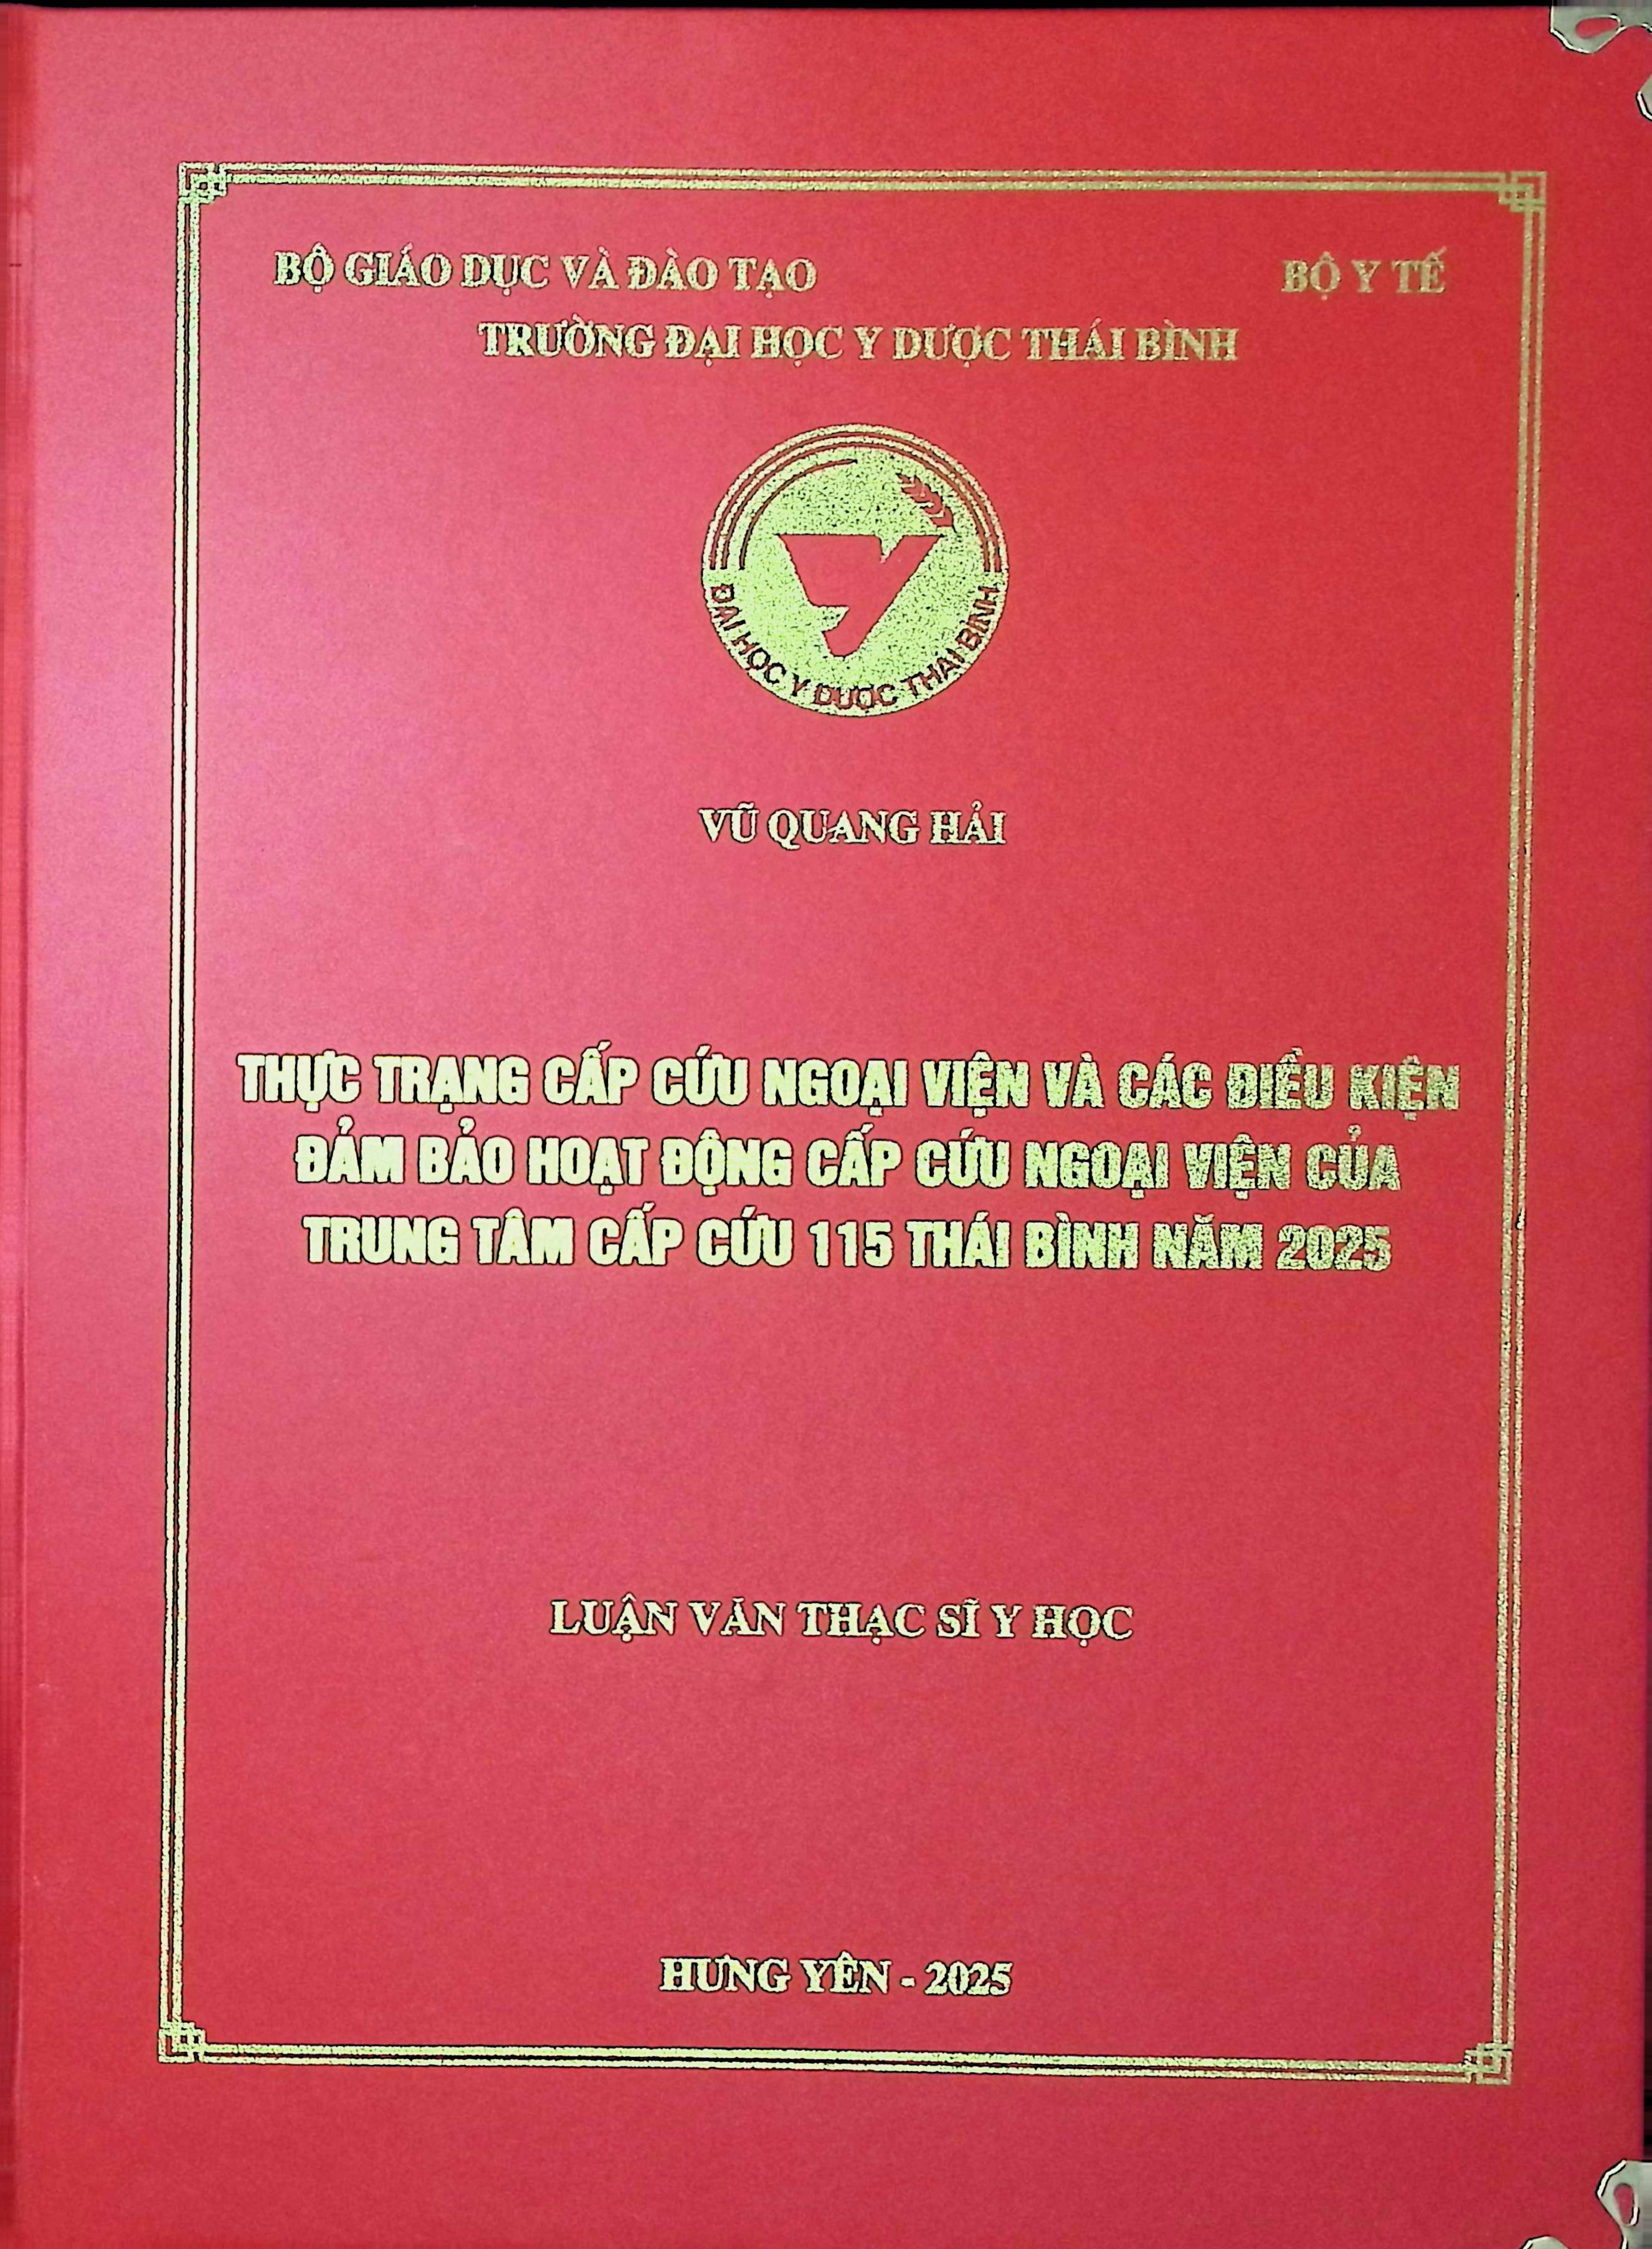 BỘ GIÁO DỤC VÀ ĐÀO TẠO BỘ Y TẾ
TRƯỜNG ĐẠI HỌC Y DƯỢC THÁI BÌNH
ĐẠI HỌC Y DƯỢC THÁI BÌNH
VŨ QUANG HẢI
THỰC TRẠNG CẤP CỨU NGOẠI VIỆN VÀ CÁC ĐIỀU KIỆN
ĐẢM BẢO HOẠT ĐỘNG CẤP CỨU NGOẠI VIỆN CỦA
TRUNG TÂM CẤP CỨU 115 THÁI BÌNH NĂM 2025
LUẬN VĂN THẠC SĨ Y HỌC
HƯNG YÊN - 2025